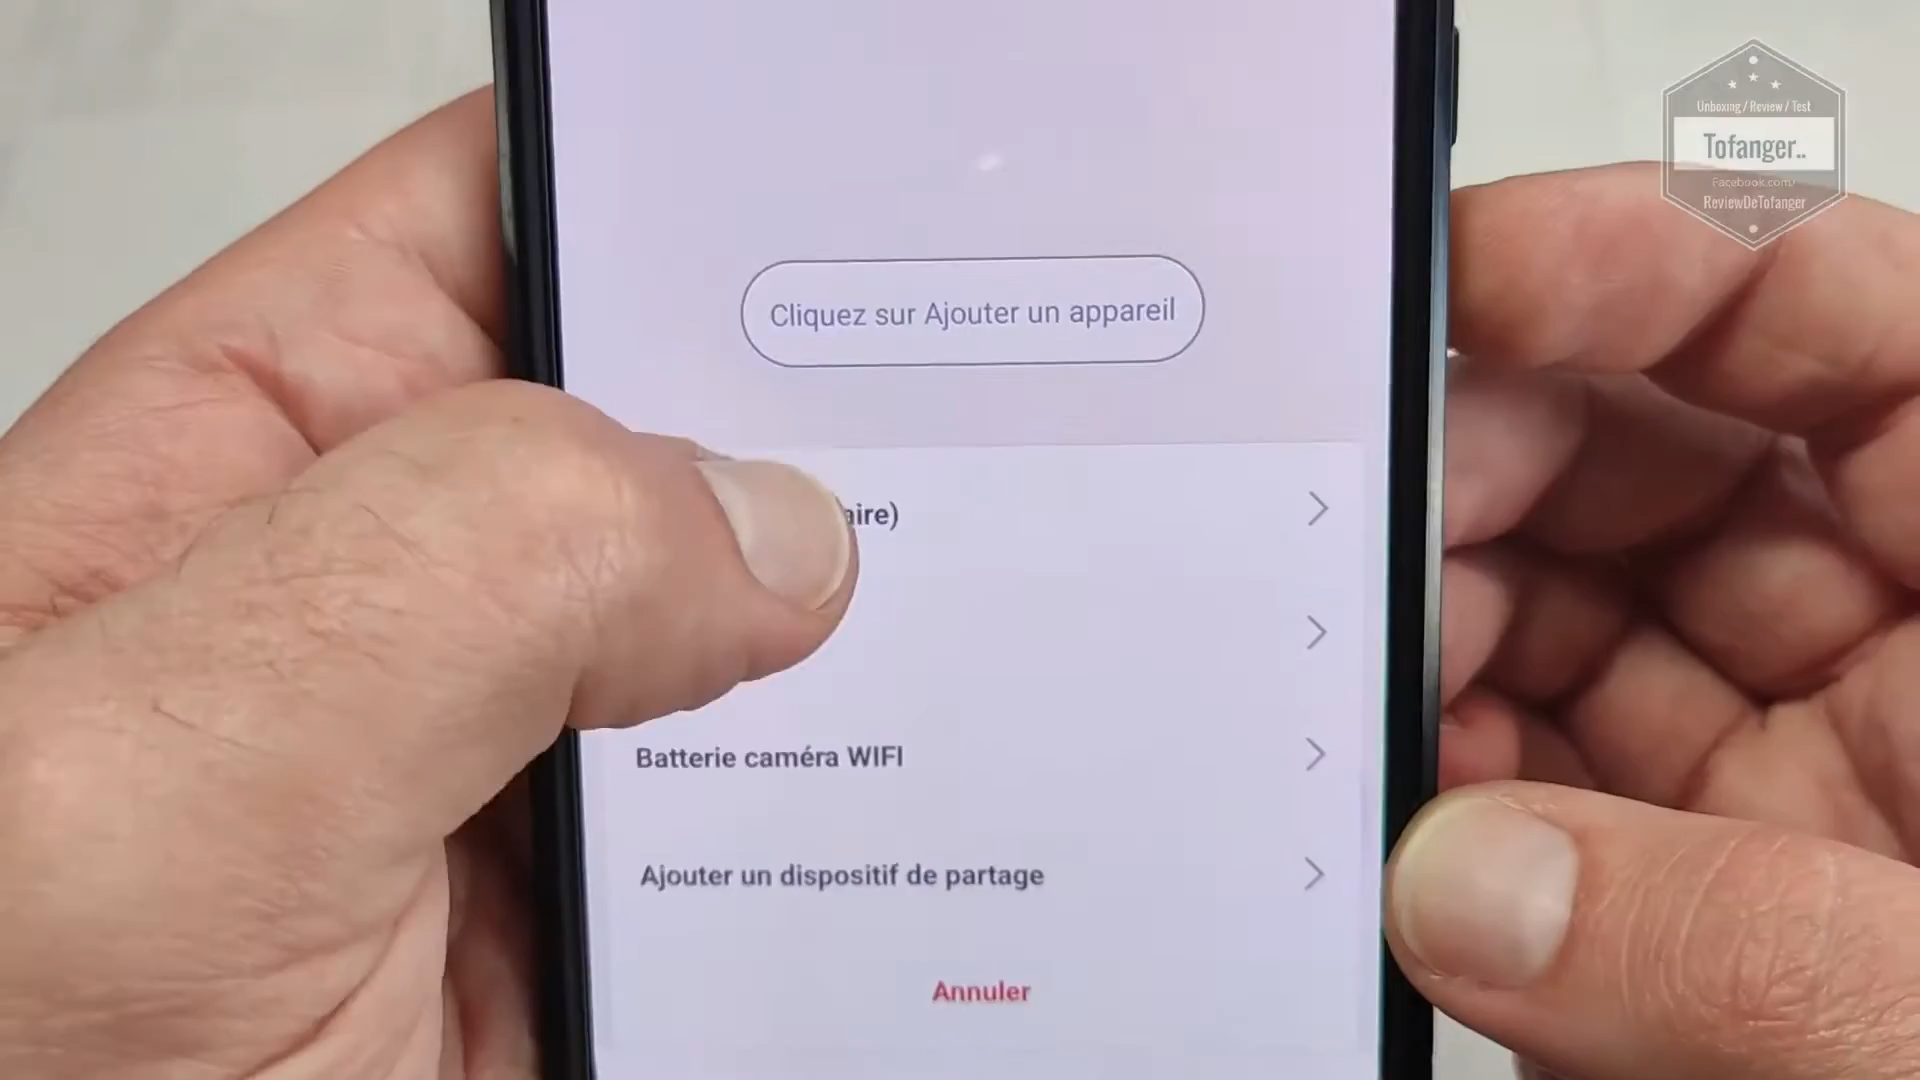 Unboxing / Review / Test
Tofanger..
Facebook.com/
ReviewDeTofanger
Cliquez sur Ajouter un appareil
aire)
Batterie caméra WIFI
Ajouter un dispositif de partage
Annuler